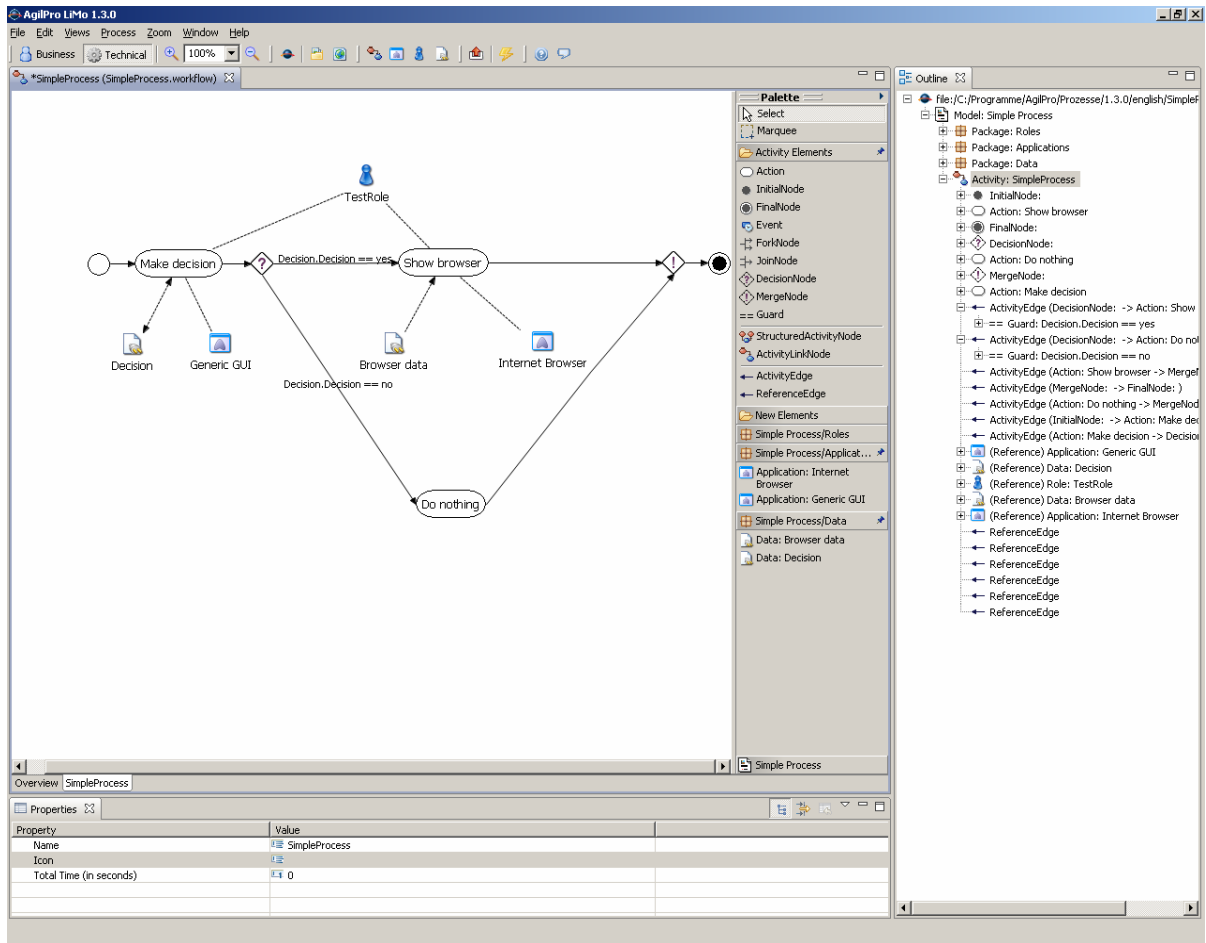 AgilPro LiMo 1.3.0
File Edit Views Process Zoom Window Help
Business Technical 100%
*SimpleProcess (SimpleProcess.workflow)
TestRole
Make decision
?
Decision.Decision == yes
Show browser
!
Decision
Generic GUI
Browser data
Internet Browser
Decision.Decision == no
Do nothing
Palette
Select
Marquee
Activity Elements
Action
InitialNode
FinalNode
Event
ForkNode
JoinNode
DecisionNode
MergeNode
== Guard
StructuredActivityNode
ActivityLinkNode
ActivityEdge
ReferenceEdge
New Elements
Simple Process/Roles
Simple Process/Applicat...
Application: Internet
Browser
Application: Generic GUI
Simple Process/Data
Data: Browser data
Data: Decision
Simple Process
Overview SimpleProcess
Outline
file:/C:/Programme/AgilPro/Prozesse/1.3.0/english/SimpleF
Model: Simple Process
Package: Roles
Package: Applications
Package: Data
Activity: SimpleProcess
InitialNode:
Action: Show browser
FinalNode:
DecisionNode:
Action: Do nothing
MergeNode:
Action: Make decision
ActivityEdge (DecisionNode: -> Action: Show
== Guard: Decision.Decision == yes
ActivityEdge (DecisionNode: -> Action: Do not
== Guard: Decision.Decision == no
ActivityEdge (Action: Show browser -> MergeN
ActivityEdge (MergeNode: -> FinalNode: )
ActivityEdge (Action: Do nothing -> MergeNod
ActivityEdge (InitialNode: -> Action: Make dec
ActivityEdge (Action: Make decision -> Decision
(Reference) Application: Generic GUI
(Reference) Data: Decision
(Reference) Role: TestRole
(Reference) Data: Browser data
(Reference) Application: Internet Browser
ReferenceEdge
ReferenceEdge
ReferenceEdge
ReferenceEdge
ReferenceEdge
ReferenceEdge
Properties
Property Value
Name SimpleProcess
Icon
Total Time (in seconds) 0